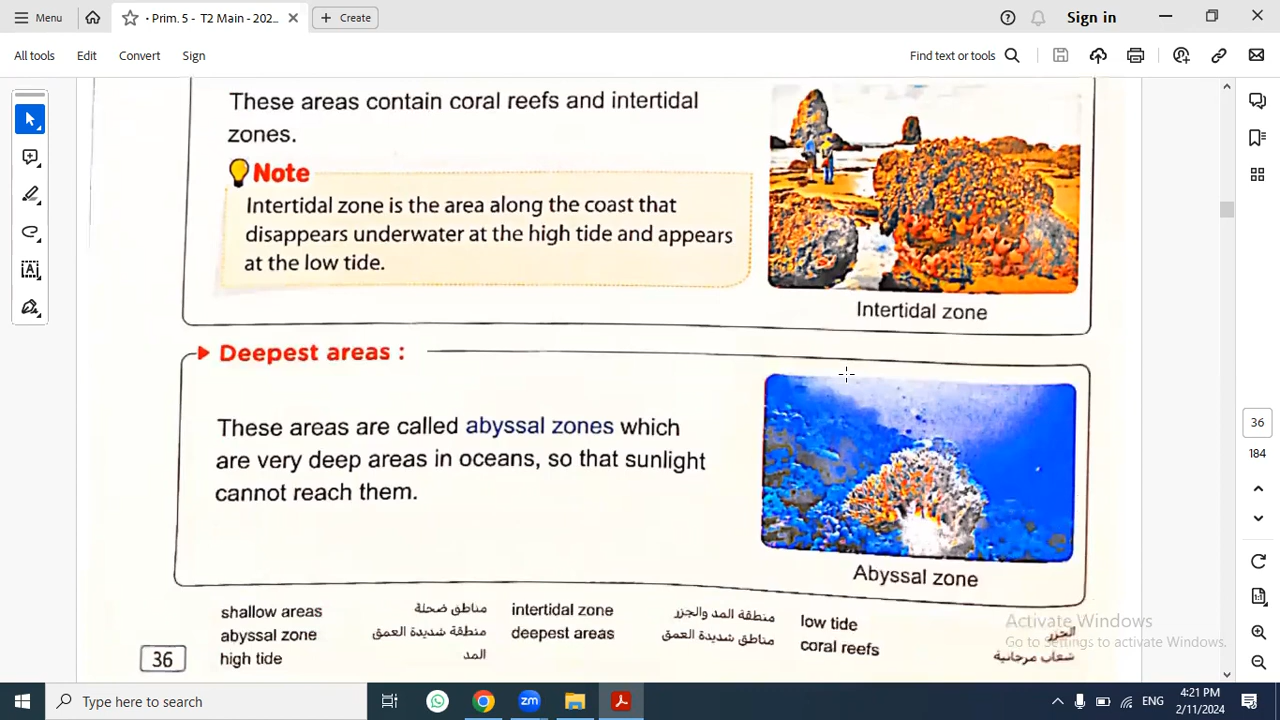 Menu
• Prim. 5 - T2 Main - 202...
Create
Sign in
All tools
Edit
Convert
Sign
Find text or tools
These areas contain coral reefs and intertidal
zones.
Note
Intertidal zone is the area along the coast that
disappears underwater at the high tide and appears
at the low tide.
Intertidal zone
Deepest areas :
These areas are called abyssal zones which
are very deep areas in oceans, so that sunlight
cannot reach them.
Abyssal zone
36
184
shallow areas مناطق ضحلة intertidal zone منطقة المد والجزر low tide الجزر
abyssal zone منطقة شديدة العمق deepest areas مناطق شديدة العمق coral reefs شعاب مرجانية
high tide المد
36
Activate Windows
Go to Settings to activate Windows.
Type here to search
zm
ENG
4:21 PM
2/11/2024